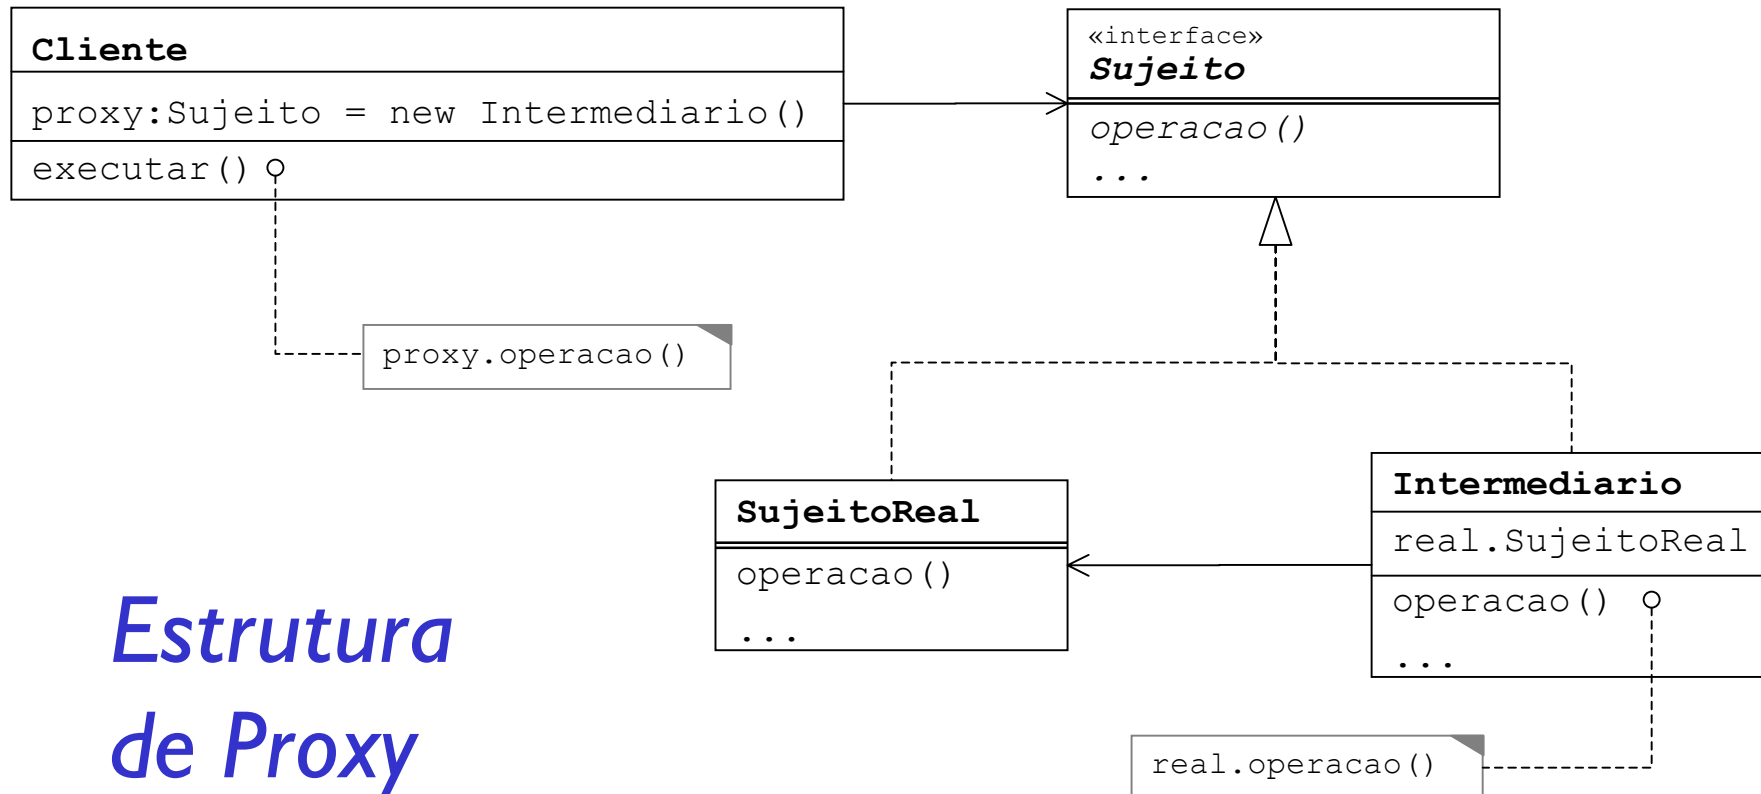 Cliente
proxy:Sujeito = new Intermediario()
executar()
«interface»
Sujeito
operacao()
...
proxy.operacao()
SujeitoReal
operacao()
...
Intermediario
real.SujeitoReal
operacao()
...
real.operacao()
Estrutura
de Proxy